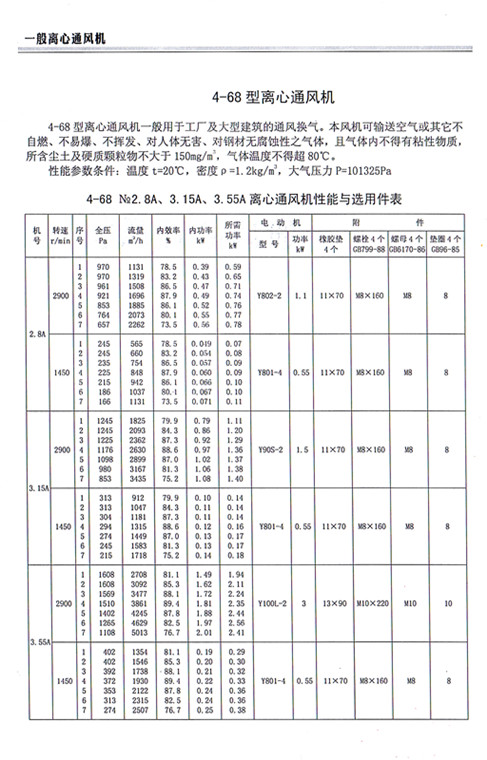 一般离心通风机
4-68 型离心通风机
4-68 型离心通风机一般用于工厂及大型建筑的通风换气。本风机可输送空气或其它不
自燃、不易爆、不挥发、对人体无害、对钢材无腐蚀性之气体，且气体内不得有粘性物质，
所含尘土及硬质颗粒物不大于 150mg/m³，气体温度不得超 80℃。
性能参数条件：温度 t=20℃，密度 ρ=1.2kg/m³，大气压力 P=101325Pa
4-68 №2.8A、3.15A、3.55A 离心通风机性能与选用件表
机号 转速 r/min 序号 全压 Pa 流量 m³/h 内效率 % 内功率 kW 所需功率 kW 电动机 附件
型号 功率 kW 橡胶垫 4个 螺栓4个 GB799-88 螺母4个 GB6170-86 垫圈4个 GB96-85
2.8A 2900 Y802-2 1.1 11×70 M8×160 M8 8
1 970 1131 78.5 0.39 0.59
2 970 1319 83.2 0.43 0.65
3 961 1508 86.5 0.47 0.71
4 921 1696 87.9 0.49 0.74
5 853 1885 86.1 0.52 0.76
6 764 2073 80.1 0.55 0.77
7 657 2262 73.5 0.56 0.78
1450 Y801-4 0.55 11×70 M8×160 M8 8
1 245 565 78.5 0.049 0.07
2 245 660 83.2 0.054 0.08
3 235 754 86.5 0.057 0.09
4 225 848 87.9 0.060 0.09
5 215 942 86.1 0.066 0.10
6 186 1037 80.1 0.067 0.10
7 166 1131 73.5 0.071 0.11
3.15A 2900 Y90S-2 1.5 11×70 M8×160 M8 8
1 1245 1825 79.9 0.79 1.11
2 1245 2093 84.3 0.86 1.20
3 1225 2362 87.3 0.92 1.29
4 1176 2630 88.6 0.97 1.36
5 1098 2899 87.0 1.02 1.37
6 980 3167 81.3 1.06 1.38
7 853 3435 75.2 1.08 1.40
1450 Y801-4 0.55 11×70 M8×160 M8 8
1 313 912 79.9 0.10 0.14
2 313 1047 84.3 0.11 0.14
3 304 1181 87.3 0.11 0.14
4 294 1315 88.6 0.12 0.16
5 274 1449 87.0 0.13 0.17
6 245 1583 81.3 0.13 0.17
7 215 1718 75.2 0.14 0.18
3.55A 2900 Y100L-2 3 13×90 M10×220 M10 10
1 1608 2708 81.1 1.49 1.94
2 1608 3092 85.3 1.62 2.11
3 1569 3477 88.1 1.72 2.24
4 1510 3861 89.4 1.81 2.35
5 1402 4245 87.8 1.88 2.44
6 1265 4629 82.5 1.97 2.56
7 1108 5013 76.7 2.01 2.41
1450 Y801-4 0.55 11×70 M8×160 M8 8
1 402 1354 81.1 0.19 0.29
2 402 1546 85.3 0.20 0.30
3 392 1738 88.1 0.21 0.32
4 372 1930 89.4 0.22 0.33
5 353 2122 87.8 0.24 0.36
6 313 2315 82.5 0.24 0.36
7 274 2507 76.7 0.25 0.38